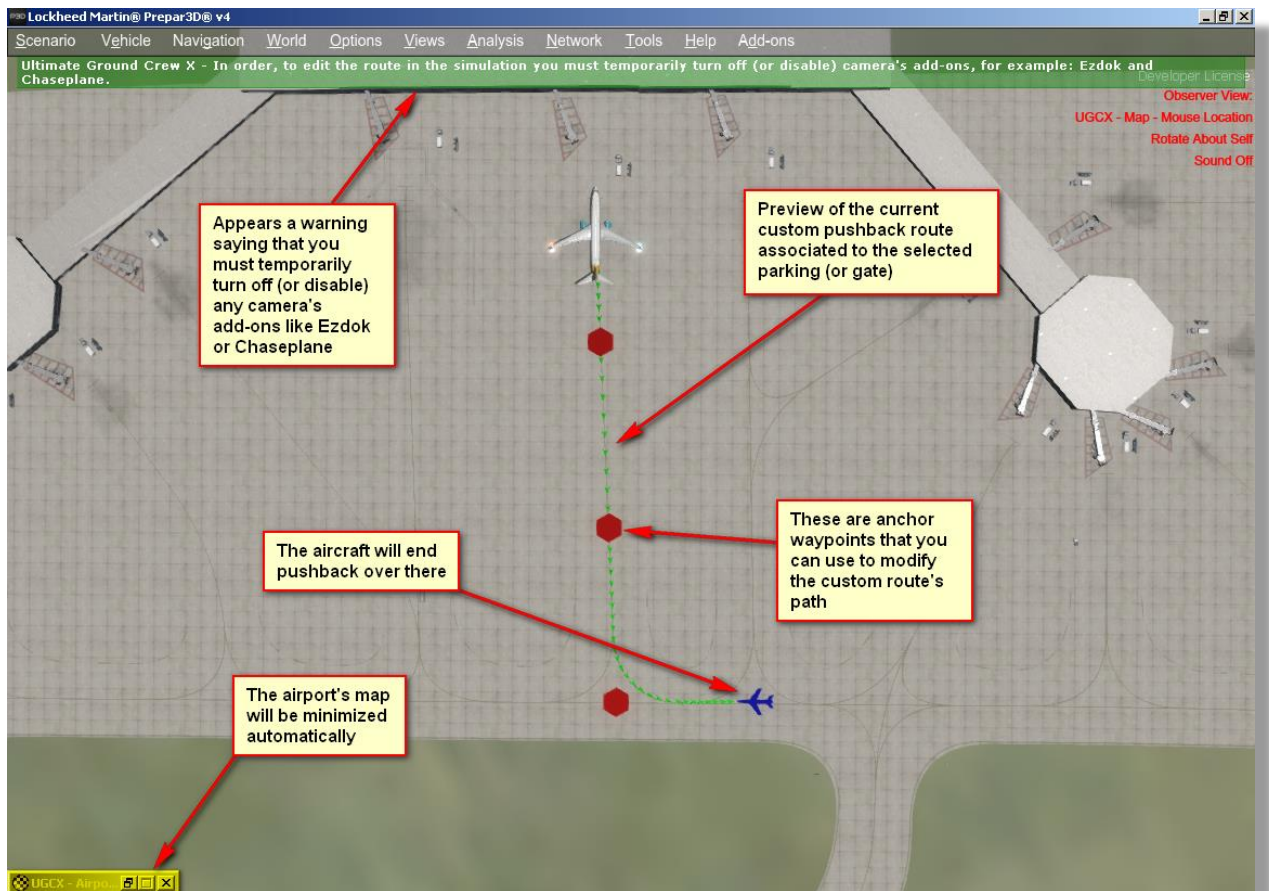 Lockheed Martin® Prepar3D® v4
Scenario Vehicle Navigation World Options Views Analysis Network Tools Help Add-ons
Ultimate Ground Crew X - In order, to edit the route in the simulation you must temporarily turn off (or disable) camera's add-ons, for example: Ezdok and
Chaseplane.
Developer License
Observer View:
UGCX - Map - Mouse Location
Rotate About Self
Sound Off
Appears a warning
saying that you
must temporarily
turn off (or disable)
any camera's
add-ons like Ezdok
or Chaseplane
Preview of the current
custom pushback route
associated to the selected
parking (or gate)
These are anchor
waypoints that you
can use to modify
the custom route's
path
The aircraft will end
pushback over there
The airport's map
will be minimized
automatically
UGCX - Airpo...